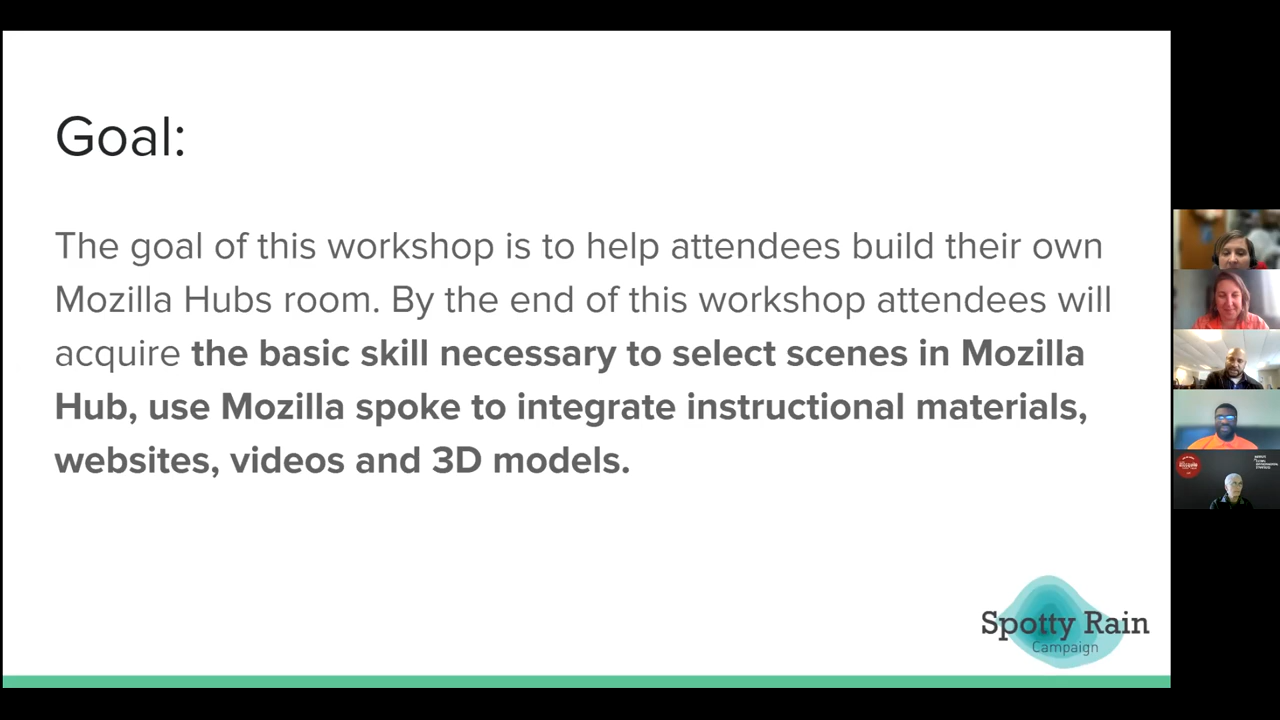 Goal:
The goal of this workshop is to help attendees build their own
Mozilla Hubs room. By the end of this workshop attendees will
acquire the basic skill necessary to select scenes in Mozilla
Hub, use Mozilla spoke to integrate instructional materials,
websites, videos and 3D models.
Spotty Rain
Campaign